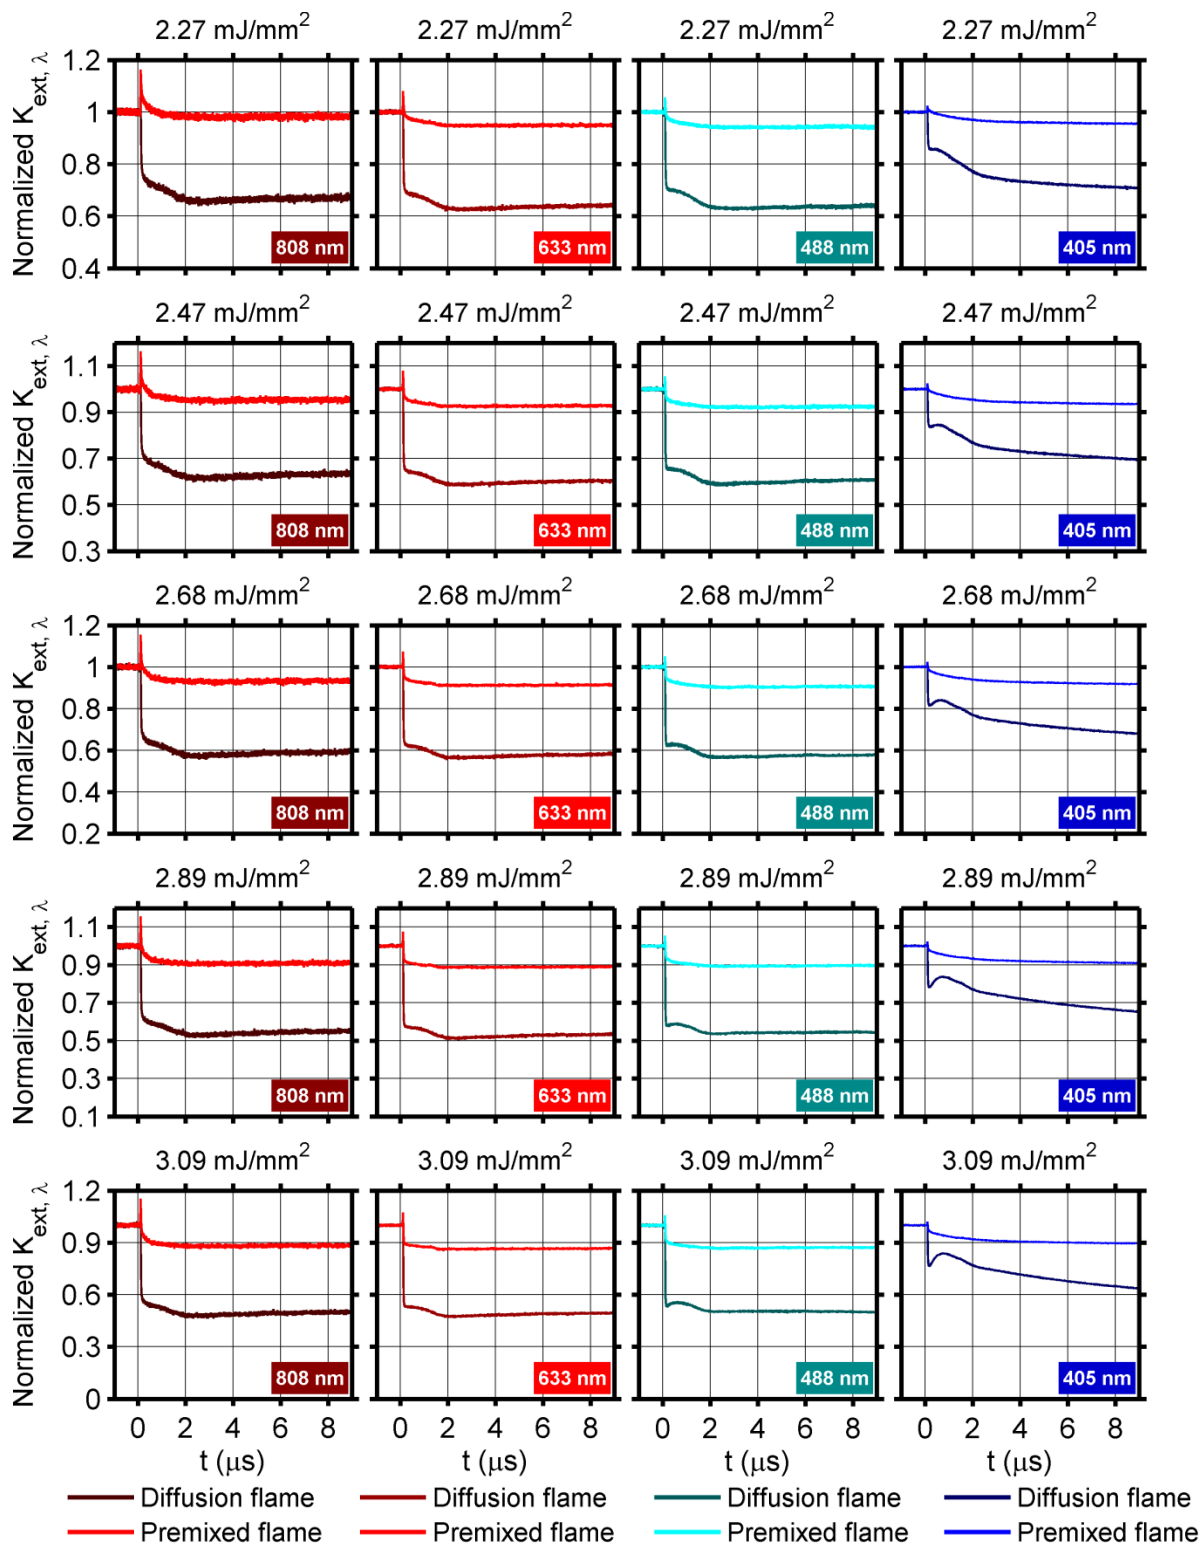 2.27 mJ/mm² 2.27 mJ/mm² 2.27 mJ/mm² 2.27 mJ/mm²
Normalized K_ext, λ
1.2
1
0.8
0.6
0.4
808 nm 633 nm 488 nm 405 nm
2.47 mJ/mm² 2.47 mJ/mm² 2.47 mJ/mm² 2.47 mJ/mm²
Normalized K_ext, λ
1.1
0.9
0.7
0.5
0.3
808 nm 633 nm 488 nm 405 nm
2.68 mJ/mm² 2.68 mJ/mm² 2.68 mJ/mm² 2.68 mJ/mm²
Normalized K_ext, λ
1.2
1
0.8
0.6
0.4
0.2
808 nm 633 nm 488 nm 405 nm
2.89 mJ/mm² 2.89 mJ/mm² 2.89 mJ/mm² 2.89 mJ/mm²
Normalized K_ext, λ
1.1
0.9
0.7
0.5
0.3
0.1
808 nm 633 nm 488 nm 405 nm
3.09 mJ/mm² 3.09 mJ/mm² 3.09 mJ/mm² 3.09 mJ/mm²
Normalized K_ext, λ
1.2
0.9
0.6
0.3
0
808 nm 633 nm 488 nm 405 nm
0 2 4 6 8 0 2 4 6 8 0 2 4 6 8 0 2 4 6 8
t (μs) t (μs) t (μs) t (μs)
Diffusion flame Diffusion flame Diffusion flame Diffusion flame
Premixed flame Premixed flame Premixed flame Premixed flame